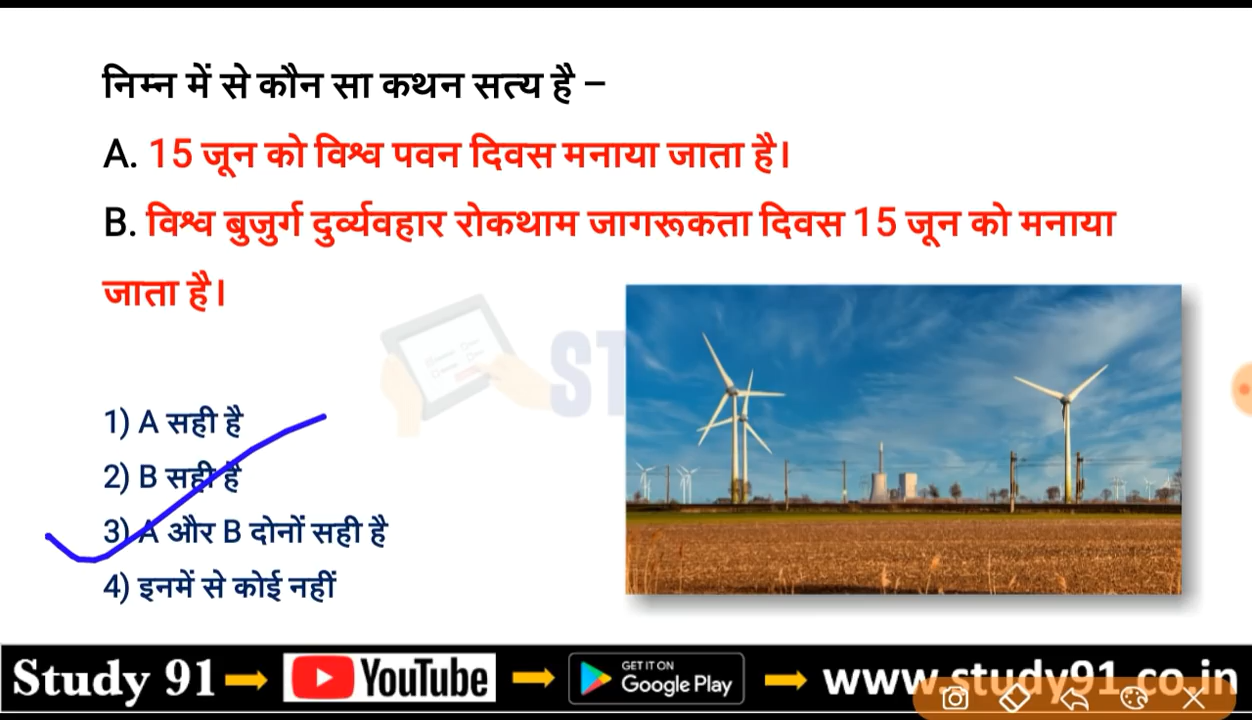 निम्न में से कौन सा कथन सत्य है –
A. 15 जून को विश्व पवन दिवस मनाया जाता है।
B. विश्व बुजुर्ग दुर्व्यवहार रोकथाम जागरूकता दिवस 15 जून को मनाया
जाता है।
ST
1) A सही है
2) B सही है
3) A और B दोनों सही है
4) इनमें से कोई नहीं
Study 91 YouTube GET IT ON Google Play www.study91.co.in